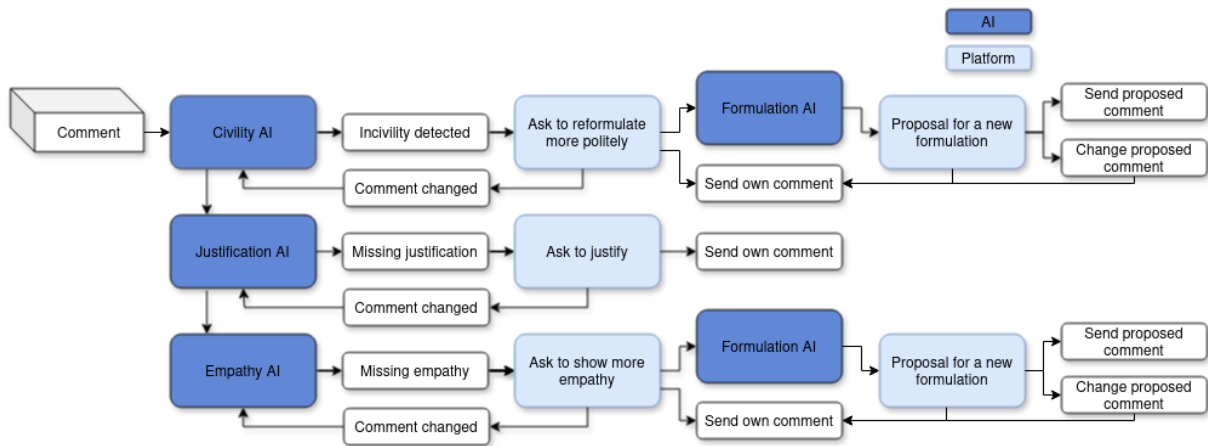 AI
Platform
Comment
Civility AI
Incivility detected
Ask to reformulate
more politely
Formulation AI
Proposal for a new
formulation
Send proposed
comment
Change proposed
comment
Comment changed
Send own comment
Justification AI
Missing justification
Ask to justify
Send own comment
Comment changed
Empathy AI
Missing empathy
Ask to show more
empathy
Formulation AI
Proposal for a new
formulation
Send proposed
comment
Change proposed
comment
Comment changed
Send own comment